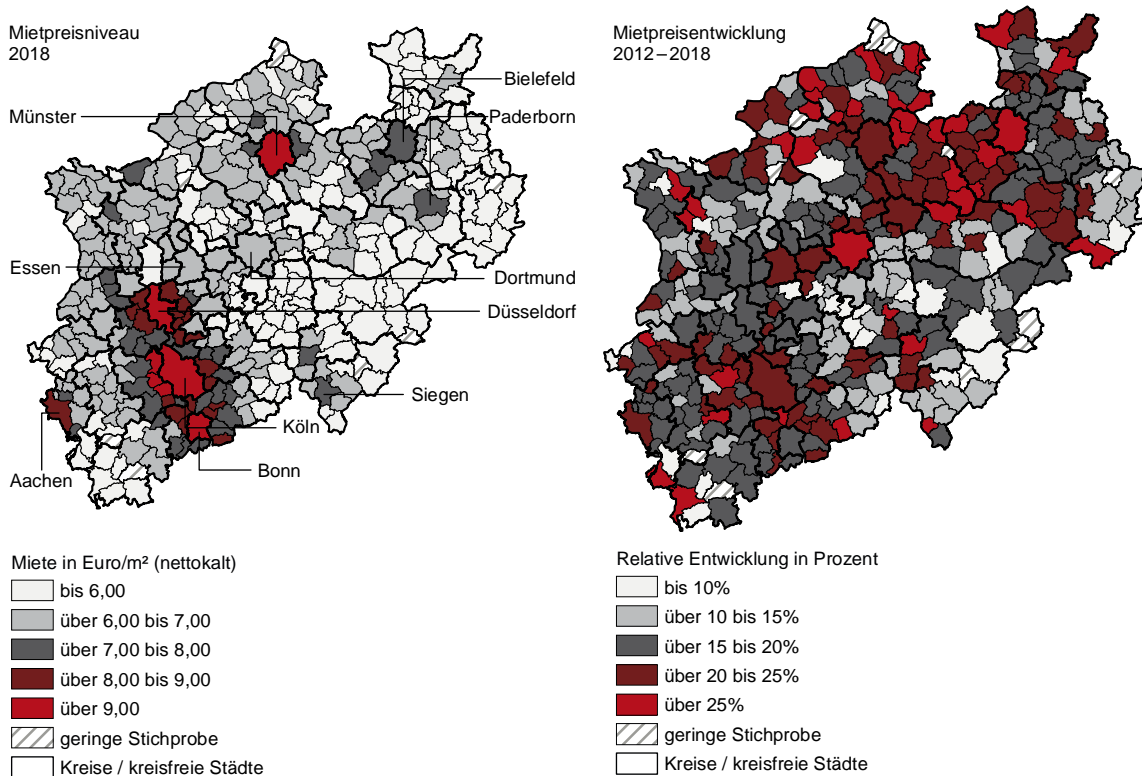 Mietpreisniveau
2018
Bielefeld
Münster
Paderborn
Essen
Dortmund
Düsseldorf
Siegen
Köln
Aachen
Bonn
Miete in Euro/m² (nettokalt)
bis 6,00
über 6,00 bis 7,00
über 7,00 bis 8,00
über 8,00 bis 9,00
über 9,00
geringe Stichprobe
Kreise / kreisfreie Städte
Mietpreisentwicklung
2012–2018
Relative Entwicklung in Prozent
bis 10%
über 10 bis 15%
über 15 bis 20%
über 20 bis 25%
über 25%
geringe Stichprobe
Kreise / kreisfreie Städte